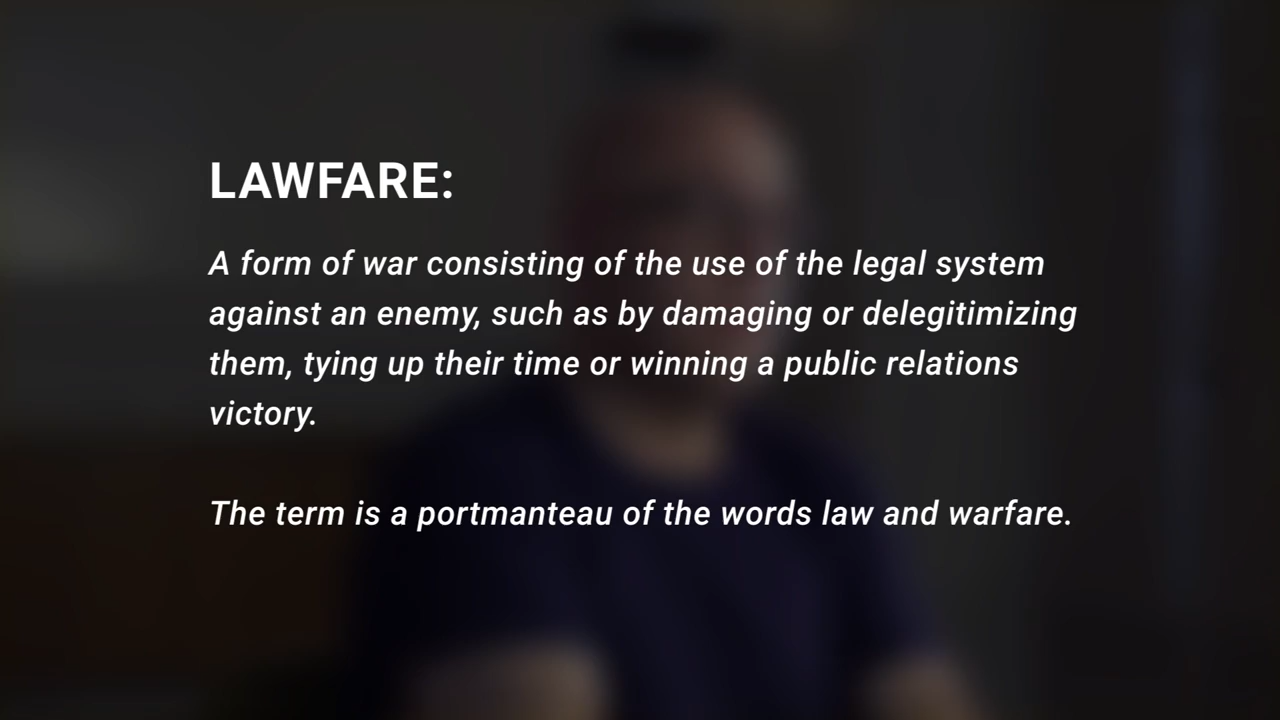 LAWFARE:
A form of war consisting of the use of the legal system
against an enemy, such as by damaging or delegitimizing
them, tying up their time or winning a public relations
victory.
The term is a portmanteau of the words law and warfare.